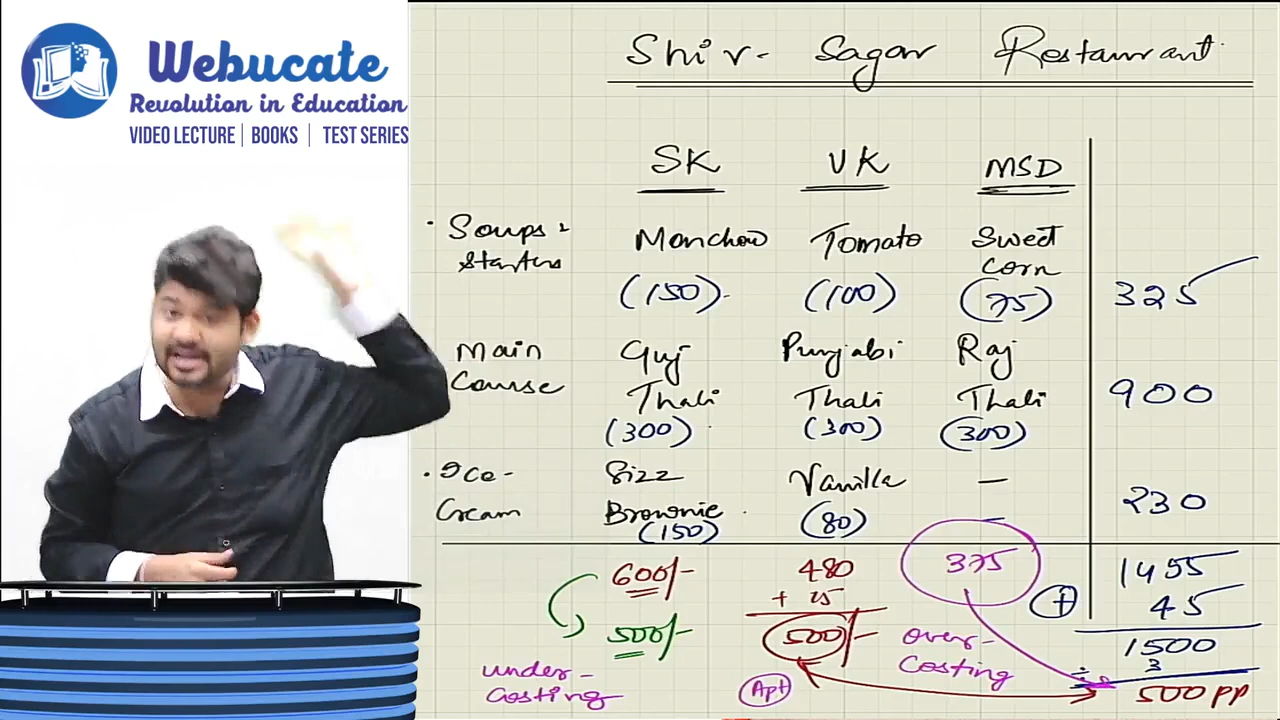 Webucate
Revolution in Education
VIDEO LECTURE | BOOKS | TEST SERIES
Shiv- Sagar Restaurant
SK VK MSD
Soups &
Starters
Manchow Tomato Sweet
corn
(150) (100) (75) 325
Main
Course
Guj Punjabi Raj
Thali Thali Thali 900
(300) (300) (300)
Ice-
Cream
Sizz Vanilla —
Brownie 230
(150) (80) —
600/- 480 375 1455
+ 15 + 45
500/- 500/- 1500
÷ 3
500 PP
under-
costing
Apt
over-
costing